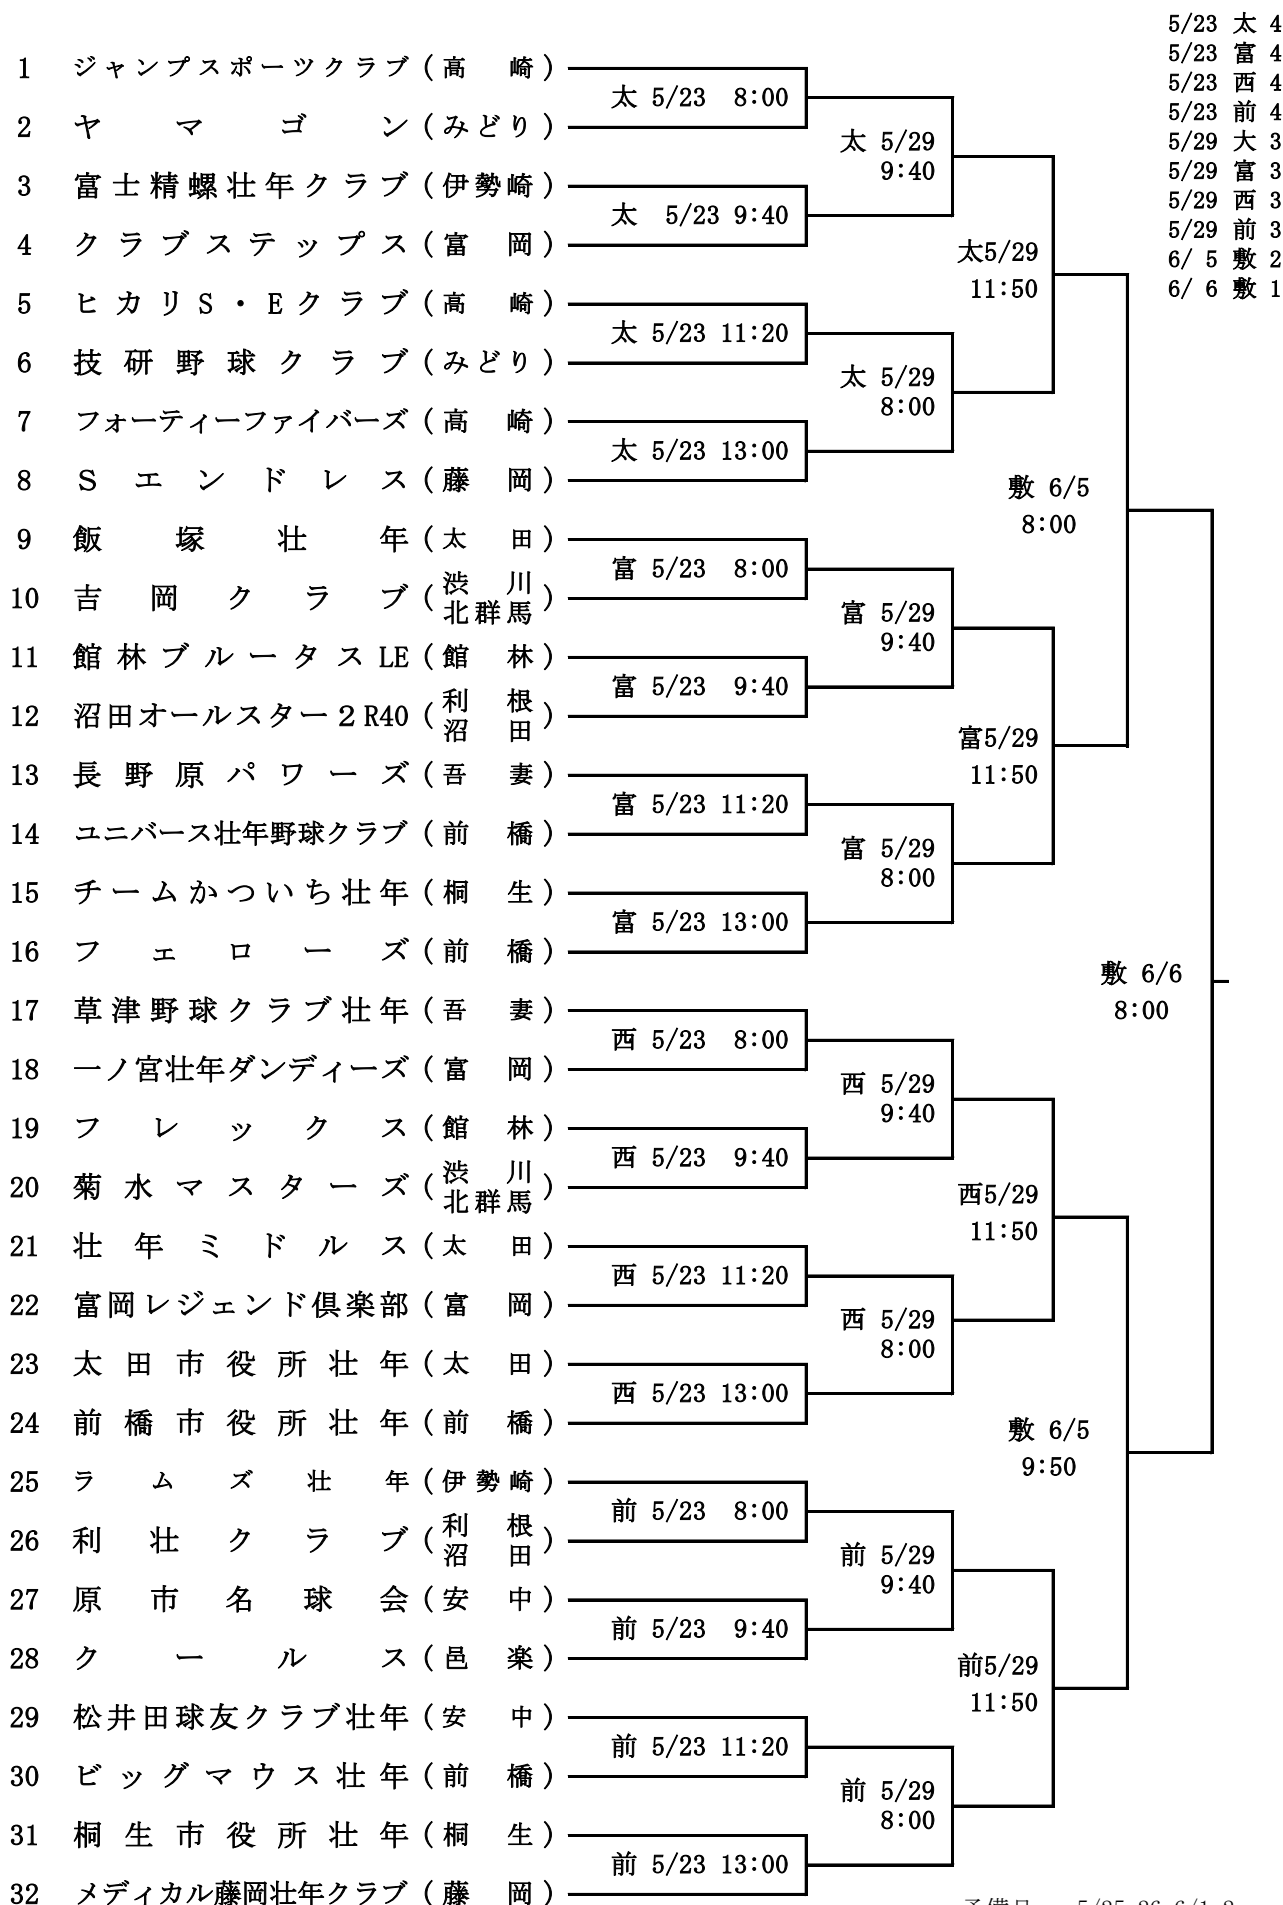 5/23 太 4
5/23 富 4
5/23 西 4
5/23 前 4
5/29 大 3
5/29 富 3
5/29 西 3
5/29 前 3
6/ 5 敷 2
6/ 6 敷 1
1 ジャンプスポーツクラブ (高 崎)
太 5/23 8:00
2 ヤマゴン (みどり)
太 5/29
9:40
3 富士精螺壮年クラブ (伊勢崎)
太 5/23 9:40
4 クラブステップス (富 岡)
太5/29
11:50
5 ヒカリS・Eクラブ (高 崎)
太 5/23 11:20
6 技研野球クラブ (みどり)
太 5/29
8:00
7 フォーティーファイバーズ (高 崎)
太 5/23 13:00
8 Sエンドレス (藤 岡)
敷 6/5
8:00
9 飯塚壮年 (太 田)
富 5/23 8:00
10 吉岡クラブ (渋 川 北群馬)
富 5/29
9:40
11 館林ブルータスLE (館 林)
富 5/23 9:40
12 沼田オールスター2R40 (利 根 沼 田)
富5/29
11:50
13 長野原パワーズ (吾 妻)
富 5/23 11:20
14 ユニバース壮年野球クラブ (前 橋)
富 5/29
8:00
15 チームかついち壮年 (桐 生)
富 5/23 13:00
16 フェローズ (前 橋)
敷 6/6
8:00
17 草津野球クラブ壮年 (吾 妻)
西 5/23 8:00
18 一ノ宮壮年ダンディーズ (富 岡)
西 5/29
9:40
19 フレックス (館 林)
西 5/23 9:40
20 菊水マスターズ (渋 川 北群馬)
西5/29
11:50
21 壮年ミドルス (太 田)
西 5/23 11:20
22 富岡レジェンド倶楽部 (富 岡)
西 5/29
8:00
23 太田市役所壮年 (太 田)
西 5/23 13:00
24 前橋市役所壮年 (前 橋)
敷 6/5
9:50
25 ラムズ壮年 (伊勢崎)
前 5/23 8:00
26 利壮クラブ (利 根 沼 田)
前 5/29
9:40
27 原市名球会 (安 中)
前 5/23 9:40
28 クールス (邑 楽)
前5/29
11:50
29 松井田球友クラブ壮年 (安 中)
前 5/23 11:20
30 ビッグマウス壮年 (前 橋)
前 5/29
8:00
31 桐生市役所壮年 (桐 生)
前 5/23 13:00
32 メディカル藤岡壮年クラブ (藤 岡)